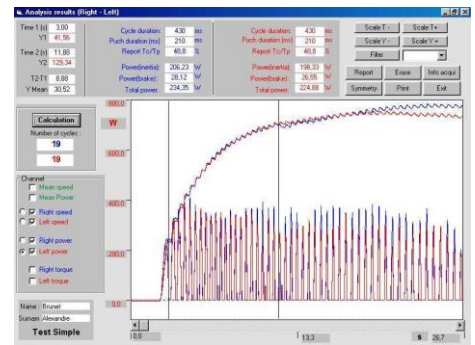 Analysis results (Right - Left)
Time 1 (s) 3,00
Y1 41,56
Time 2 (s) 11,88
Y2 129,34
T2-T1 8,88
Y Mean 30,52
Cycle duration: 430 ms
Puch duration (ms) 210 ms
Report Tc/Tp 48,8 %
Power(inertia): 206,23 W
Power(brake): 28,12 W
Total power: 234,35 W
Cycle duration: 430 ms
Puch duration (ms) 210 ms
Report Tc/Tp 48,8 %
Power(inertia): 198,33 W
Power(brake): 26,55 W
Total power: 224,88 W
Scale T - Scale T+
Scale Y - Scale Y +
Filter
Report Erase Info acqui
Symmetry Print Exit
Calculation
Number of cycles :
19
19
Channel
Mean speed
Mean Power
Right speed
Left speed
Right power
Left power
Right torque
Left torque
Name : Brunet
Surnam Alexandre
Test Simple
800,0
W
600,0
400,0
200,0
0,0
0,0 13,3 s 26,7